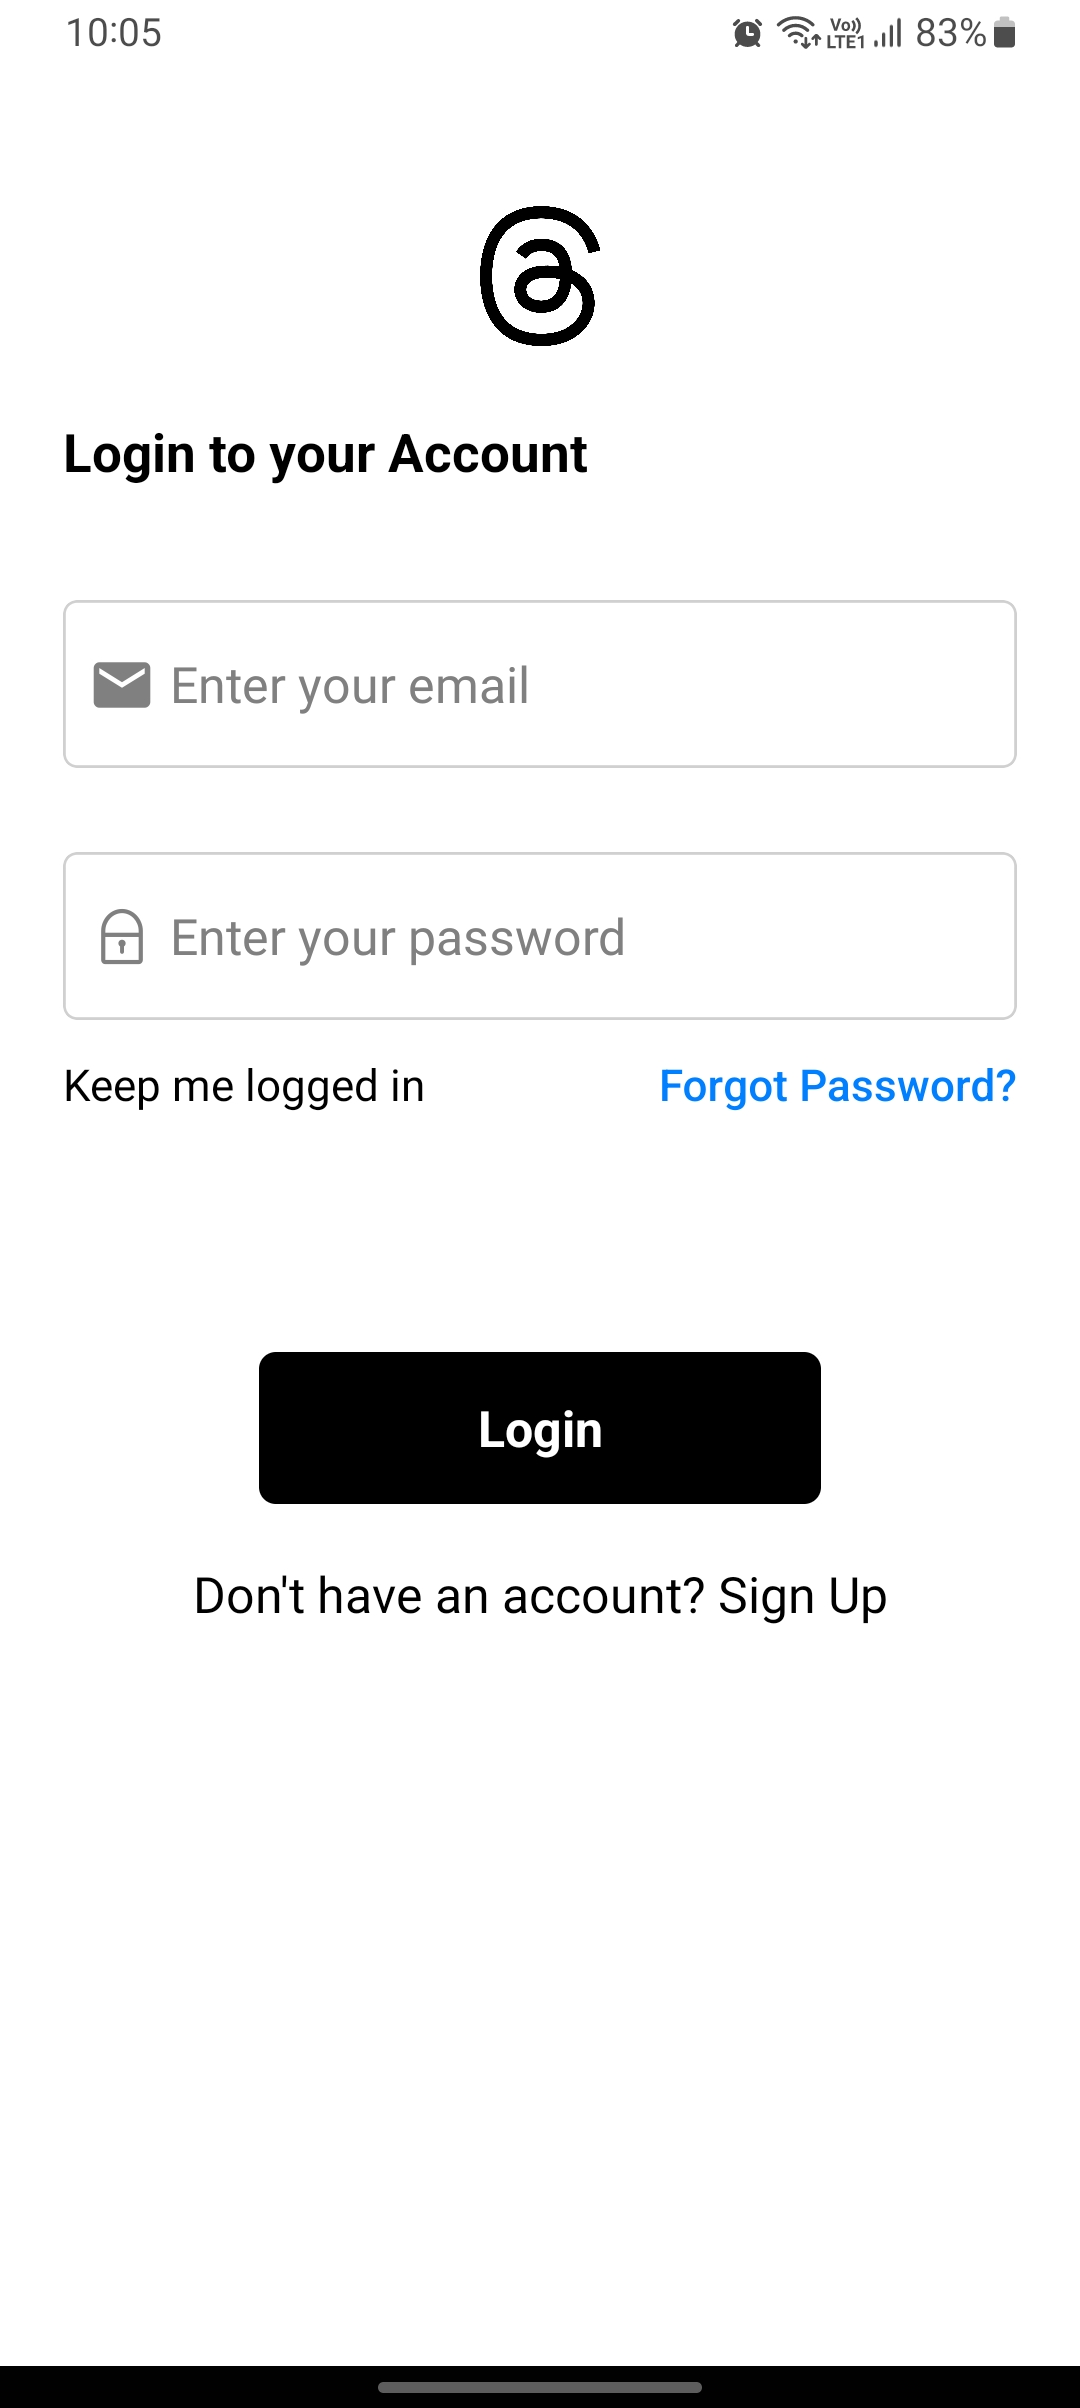 10:05 Vo)) LTE1 83%
Login to your Account
Enter your email
Enter your password
Keep me logged in Forgot Password?
Login
Don't have an account? Sign Up